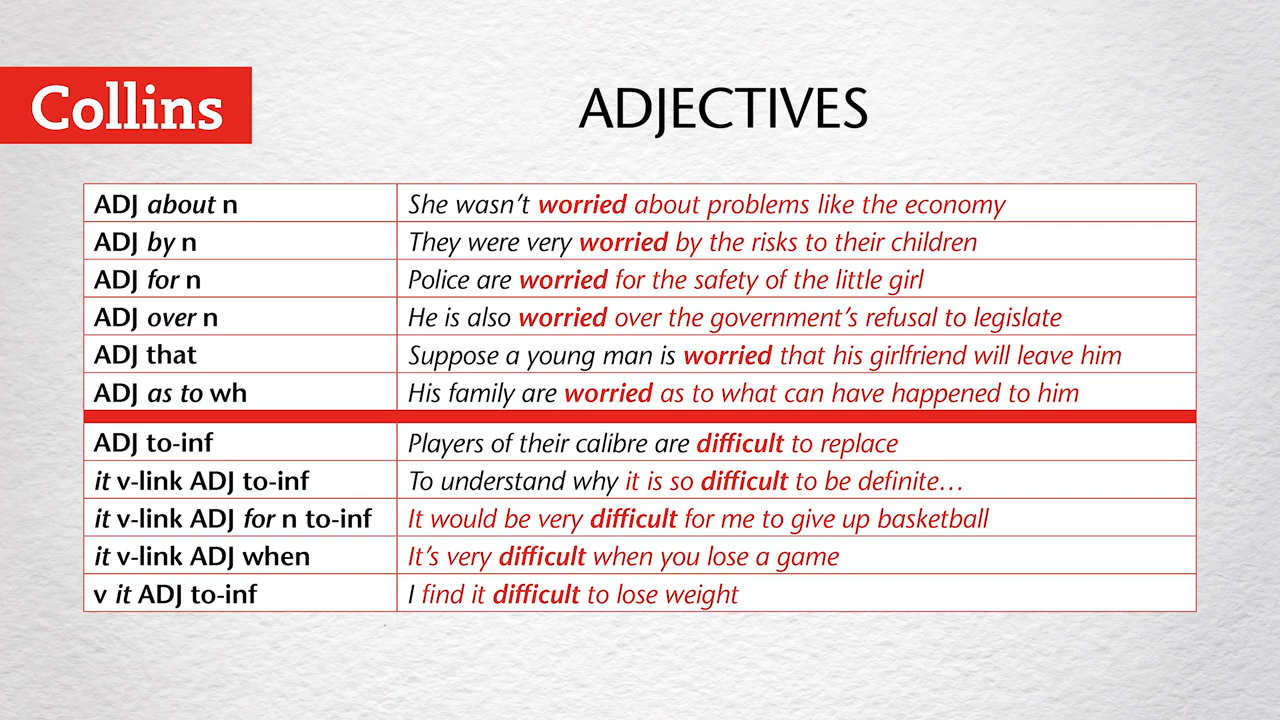 Collins
ADJECTIVES
ADJ about n She wasn’t worried about problems like the economy
ADJ by n They were very worried by the risks to their children
ADJ for n Police are worried for the safety of the little girl
ADJ over n He is also worried over the government’s refusal to legislate
ADJ that Suppose a young man is worried that his girlfriend will leave him
ADJ as to wh His family are worried as to what can have happened to him
ADJ to-inf Players of their calibre are difficult to replace
it v-link ADJ to-inf To understand why it is so difficult to be definite…
it v-link ADJ for n to-inf It would be very difficult for me to give up basketball
it v-link ADJ when It’s very difficult when you lose a game
v it ADJ to-inf I find it difficult to lose weight